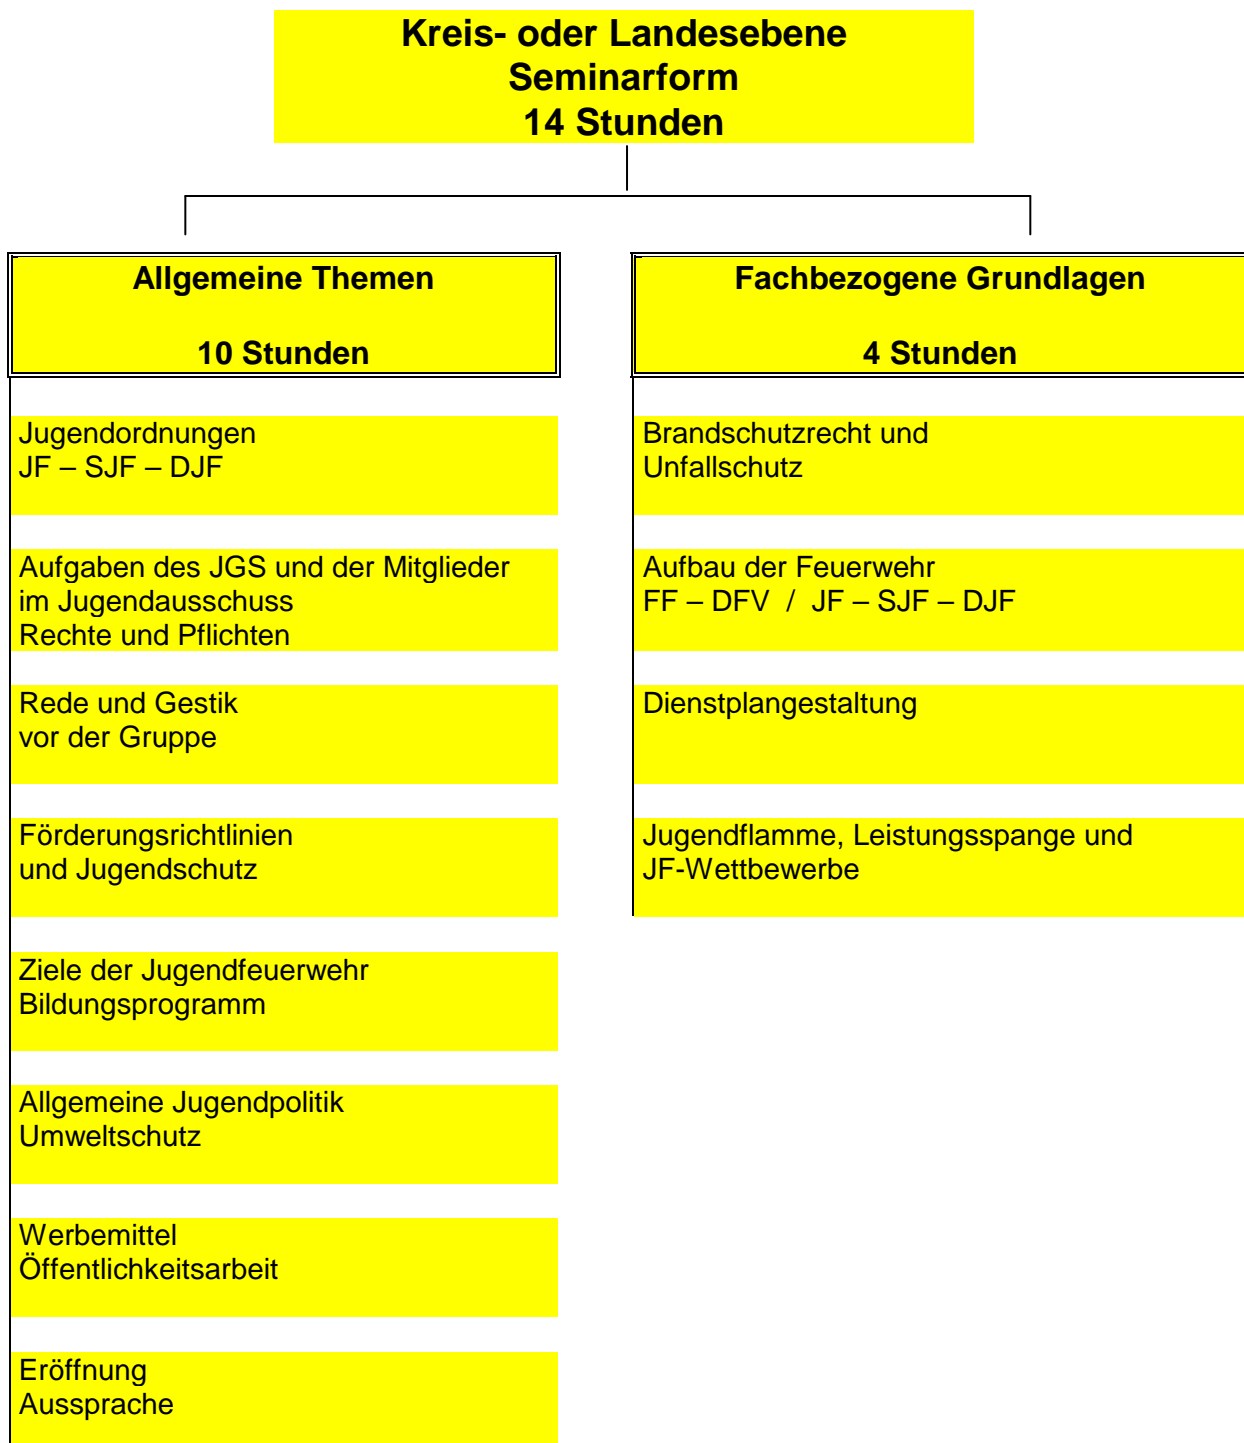 Kreis- oder Landesebene
Seminarform
14 Stunden
Allgemeine Themen
10 Stunden
Jugendordnungen
JF – SJF – DJF
Aufgaben des JGS und der Mitglieder
im Jugendausschuss
Rechte und Pflichten
Rede und Gestik
vor der Gruppe
Förderungsrichtlinien
und Jugendschutz
Ziele der Jugendfeuerwehr
Bildungsprogramm
Allgemeine Jugendpolitik
Umweltschutz
Werbemittel
Öffentlichkeitsarbeit
Eröffnung
Aussprache
Fachbezogene Grundlagen
4 Stunden
Brandschutzrecht und
Unfallschutz
Aufbau der Feuerwehr
FF – DFV / JF – SJF – DJF
Dienstplangestaltung
Jugendflamme, Leistungsspange und
JF-Wettbewerbe